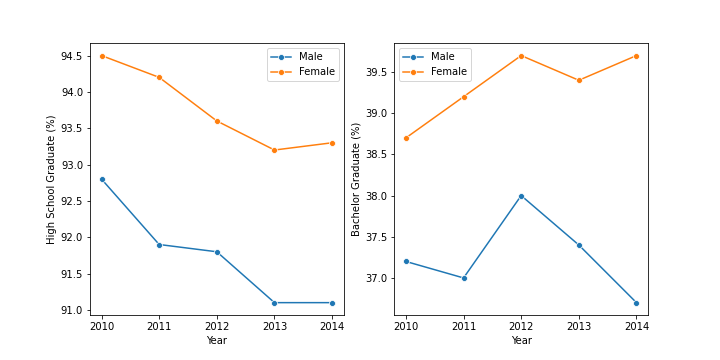 High School Graduate (%)
94.5
94.0
93.5
93.0
92.5
92.0
91.5
91.0
2010 2011 2012 2013 2014
Year
Male
Female
Bachelor Graduate (%)
39.5
39.0
38.5
38.0
37.5
37.0
2010 2011 2012 2013 2014
Year
Male
Female